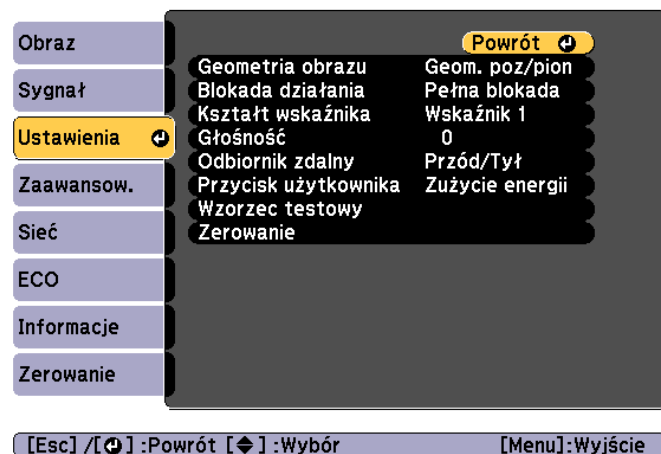 Obraz
Sygnał
Ustawienia
Zaawansow.
Sieć
ECO
Informacje
Zerowanie
Powrót
Geometria obrazu Geom. poz/pion
Blokada działania Pełna blokada
Kształt wskaźnika Wskaźnik 1
Głośność 0
Odbiornik zdalny Przód/Tył
Przycisk użytkownika Zużycie energii
Wzorzec testowy
Zerowanie
[Esc] /[ ] :Powrót [ ] :Wybór [Menu]:Wyjście